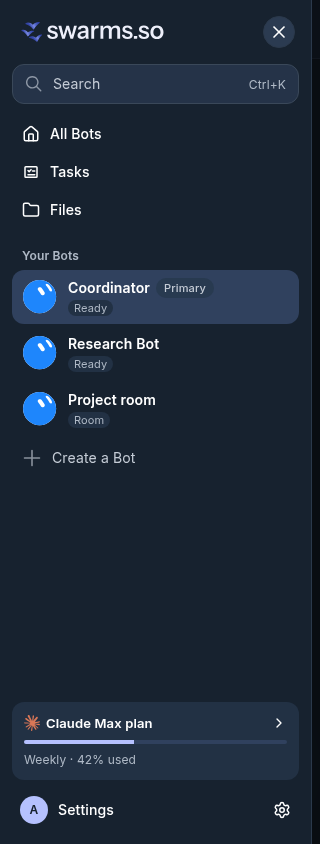 swarms.so
Search Ctrl+K
All Bots
Tasks
Files
Your Bots
Coordinator Primary
Ready
Research Bot
Ready
Project room
Room
Create a Bot
Claude Max plan
Weekly · 42% used
A Settings